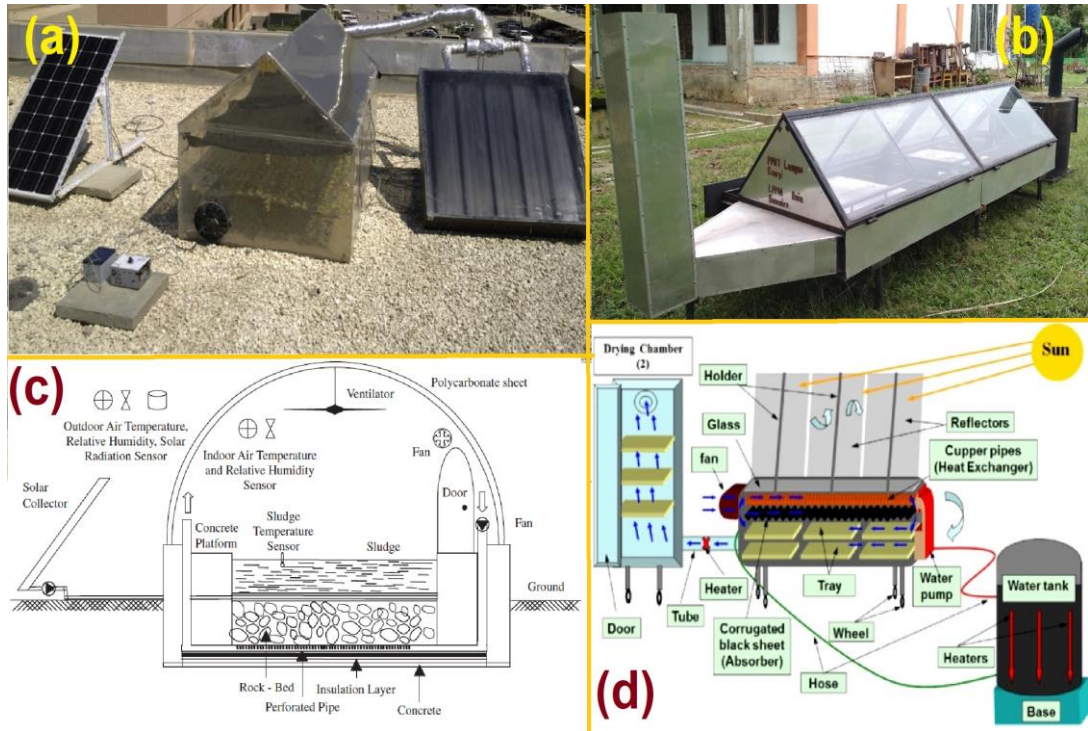 (a)
(b)
PPNT Lampun
(c)
Outdoor Air Temperature,
Relative Humidity, Solar
Radiation Sensor
Solar
Collector
Ventilator
Polycarbonate sheet
Indoor Air Temperature
and Relative Humidity
Sensor
Fan
Door
Fan
Concrete
Platform
Sludge
Temperature
Sensor
Sludge
Ground
Rock - Bed
Perforated Pipe
Insulation Layer
Concrete
Drying Chamber
(2)
Holder
Sun
Glass
Reflectors
fan
Cupper pipes
(Heat Exchanger)
Door
Tube
Heater
Corrugated
black sheet
(Absorber)
Tray
Wheel
Hose
Water
pump
Water tank
Heaters
Base
(d)